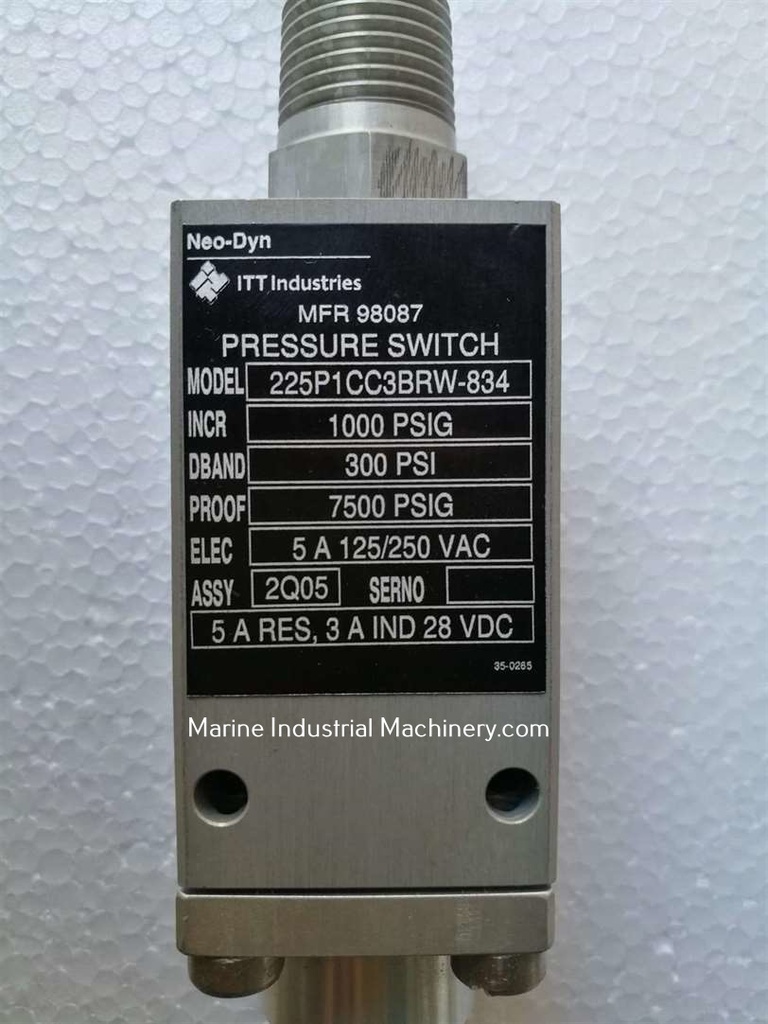 Neo-Dyn
ITT Industries
MFR 98087
PRESSURE SWITCH
MODEL 225P1CC3BRW-834
INCR 1000 PSIG
DBAND 300 PSI
PROOF 7500 PSIG
ELEC 5 A 125/250 VAC
ASSY 2Q05 SERNO
5 A RES, 3 A IND 28 VDC
35-0265
Marine Industrial Machinery.com